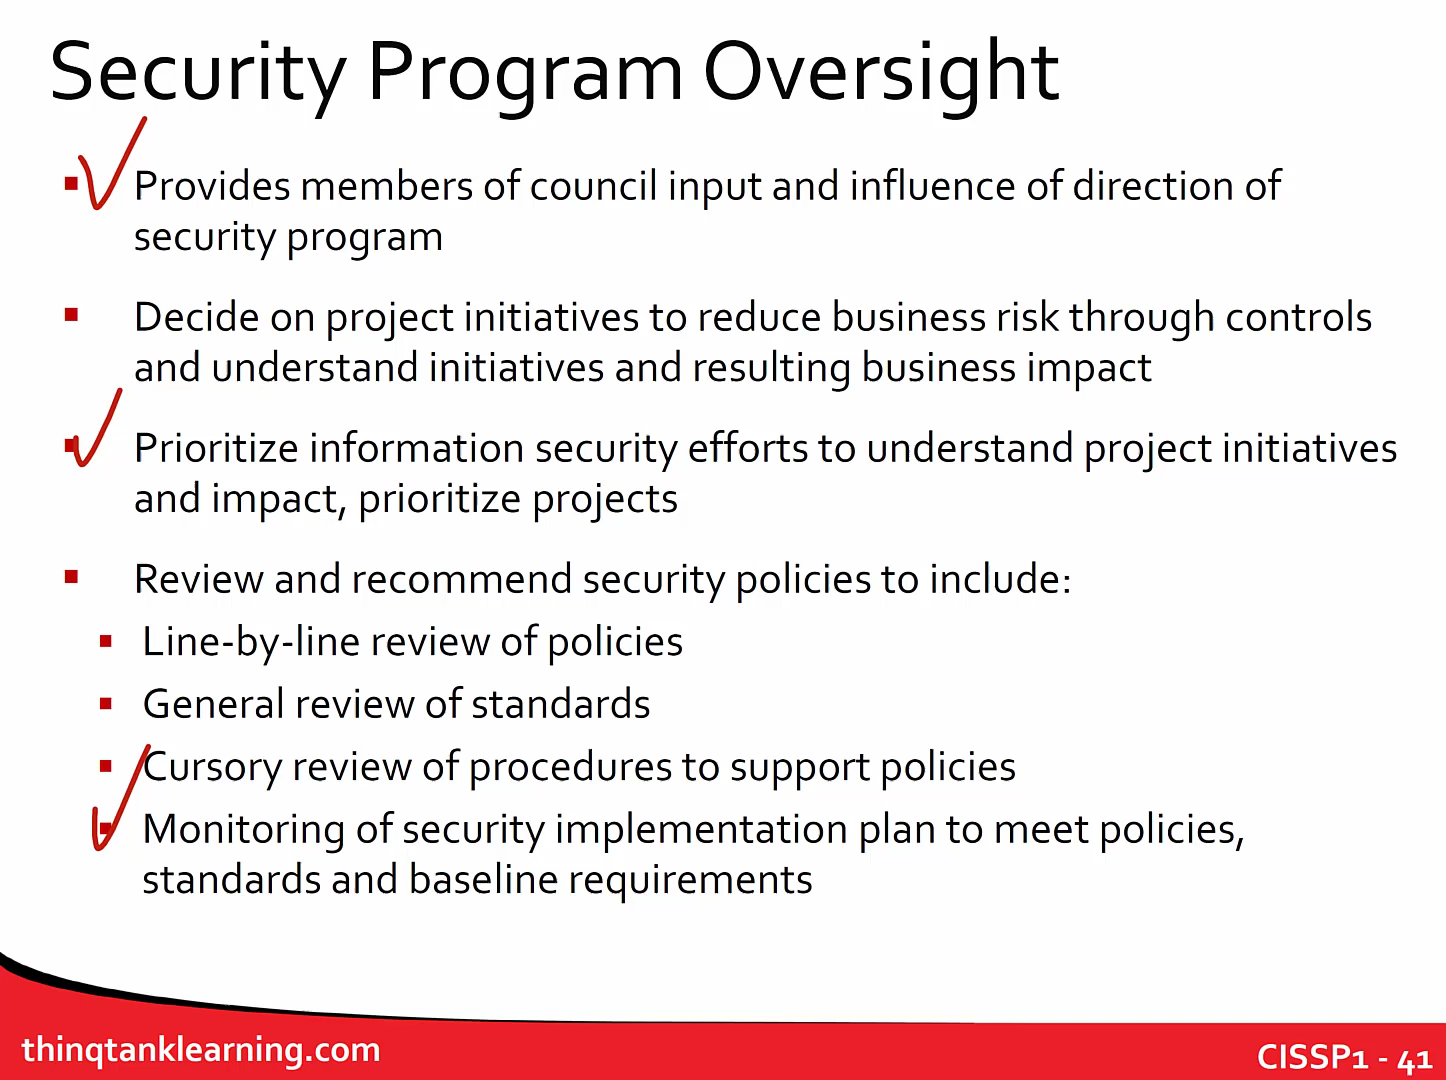 Security Program Oversight
Provides members of council input and influence of direction of
security program
Decide on project initiatives to reduce business risk through controls
and understand initiatives and resulting business impact
Prioritize information security efforts to understand project initiatives
and impact, prioritize projects
Review and recommend security policies to include:
Line-by-line review of policies
General review of standards
Cursory review of procedures to support policies
Monitoring of security implementation plan to meet policies,
standards and baseline requirements
thinqtanklearning.com
CISSP1 - 41